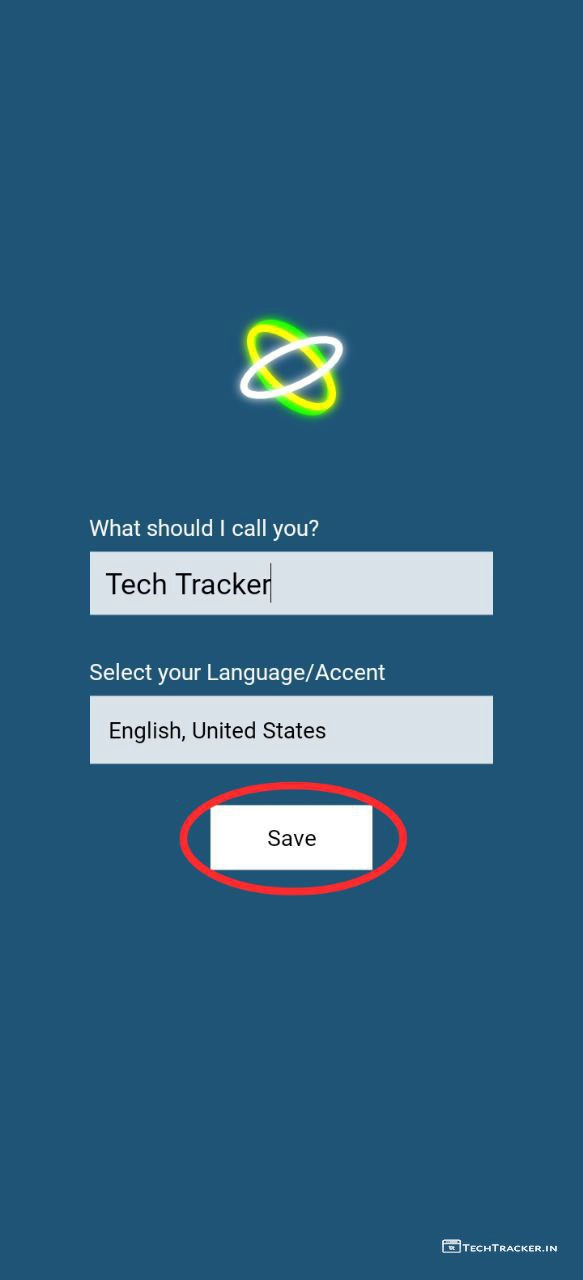 What should I call you?
Tech Tracker
Select your Language/Accent
English, United States
Save
TECHTRACKER.IN